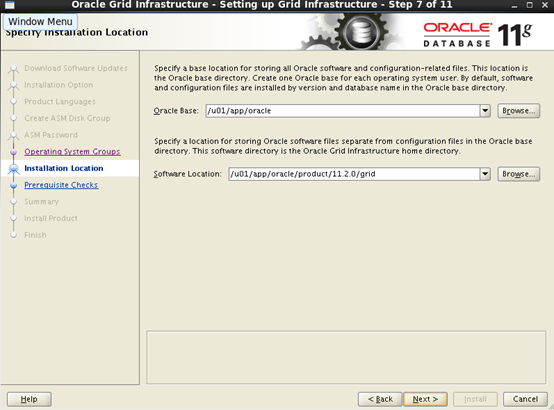 Oracle Grid Infrastructure - Setting up Grid Infrastructure - Step 7 of 11
Window Menu
Specify Installation Location
ORACLE
DATABASE
11g
Download Software Updates
Installation Option
Product Languages
Create ASM Disk Group
ASM Password
Operating System Groups
Installation Location
Prerequisite Checks
Summary
Install Product
Finish
Specify a base location for storing all Oracle software and configuration-related files. This location is
the Oracle base directory. Create one Oracle base for each operating system user. By default, software
and configuration files are installed by version and database name in the Oracle base directory.
Oracle Base: /u01/app/oracle Browse...
Specify a location for storing Oracle software files separate from configuration files in the Oracle base
directory. This software directory is the Oracle Grid Infrastructure home directory.
Software Location: /u01/app/oracle/product/11.2.0/grid Browse...
Help < Back Next > Install Cancel